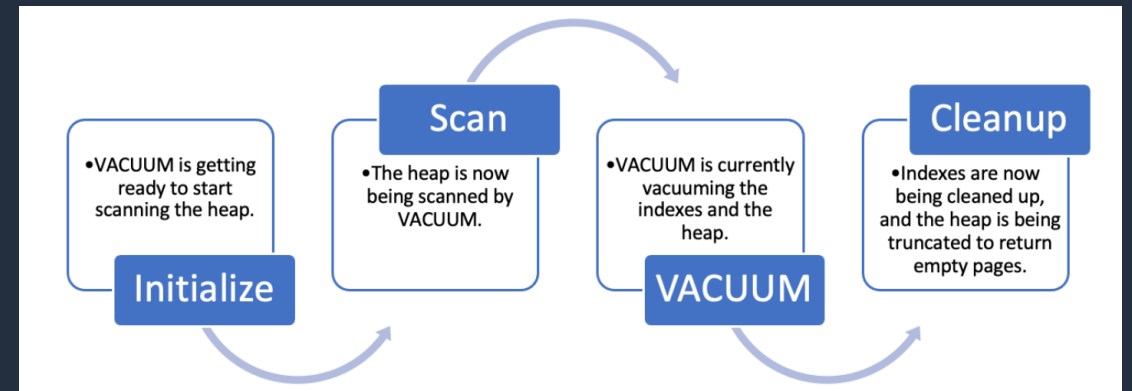 •VACUUM is getting
ready to start
scanning the heap.
Initialize
Scan
•The heap is now
being scanned by
VACUUM.
•VACUUM is currently
vacuuming the
indexes and the
heap.
VACUUM
Cleanup
•Indexes are now
being cleaned up,
and the heap is being
truncated to return
empty pages.